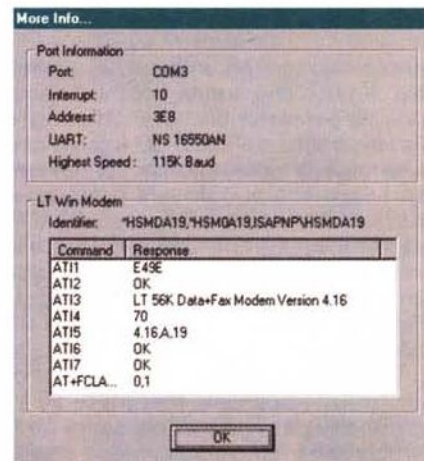 More Info...
Port Information
Port: COM3
Interrupt: 10
Address: 3E8
UART: NS 16550AN
Highest Speed: 115K Baud
LT Win Modem
Identifier: *HSMDA19,*HSM0A19,ISAPNP\HSMDA19
Command Response
ATI1 E49E
ATI2 OK
ATI3 LT 56K Data+Fax Modem Version 4.16
ATI4 70
ATI5 4.16,A,19
ATI6 OK
ATI7 OK
AT+FCLA... 0,1
OK